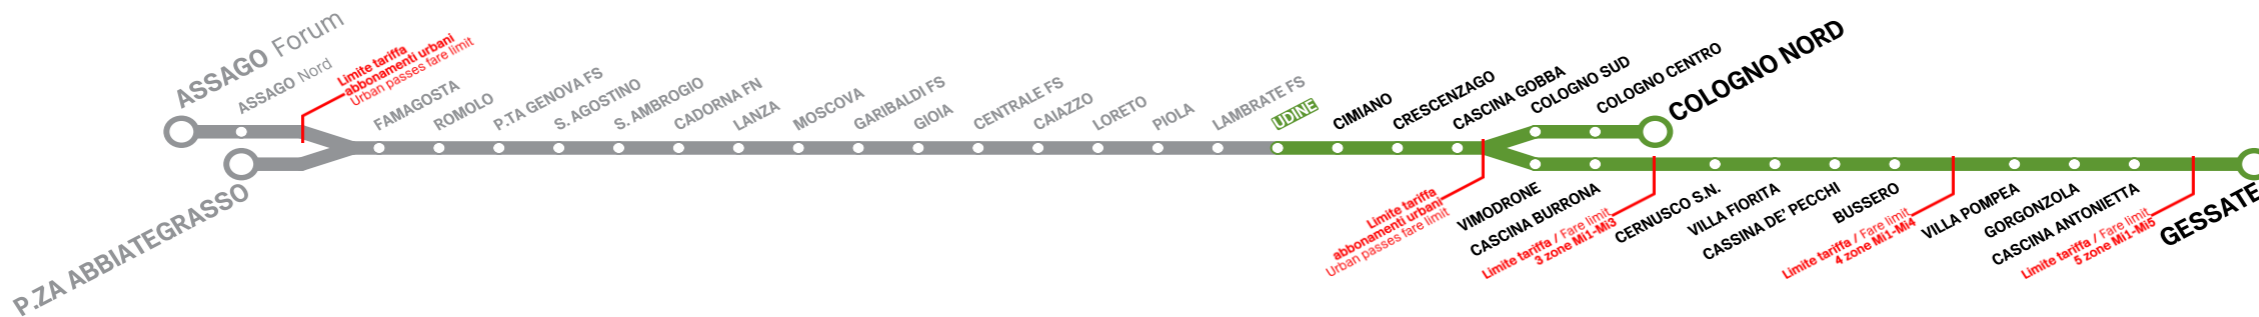 ASSAGO Forum
ASSAGO Nord
Limite tariffa
abbonamenti urbani
Urban passes fare limit
P.ZA ABBIATEGRASSO
FAMAGOSTA
ROMOLO
P.TA GENOVA FS
S. AGOSTINO
S. AMBROGIO
CADORNA FN
LANZA
MOSCOVA
GARIBALDI FS
GIOIA
CENTRALE FS
CAIAZZO
LORETO
PIOLA
LAMBRATE FS
UDINE
CIMIANO
CRESCENZAGO
CASCINA GOBBA
COLOGNO SUD
COLOGNO CENTRO
COLOGNO NORD
Limite tariffa
abbonamenti urbani
Urban passes fare limit
VIMODRONE
CASCINA BURRONA
Limite tariffa / Fare limit
3 zone Mi1-Mi3
CERNUSCO S.N.
VILLA FIORITA
CASSINA DE' PECCHI
BUSSERO
Limite tariffa / Fare limit
4 zone Mi1-Mi4
VILLA POMPEA
GORGONZOLA
CASCINA ANTONIETTA
Limite tariffa / Fare limit
5 zone Mi1-Mi5
GESSATE